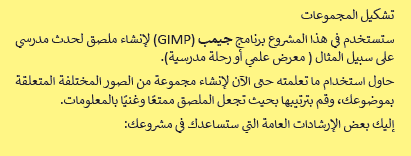 تشكيل المجموعات
ستستخدم في هذا المشروع برنامج جيمب (GIMP) لإنشاء ملصق لحدث مدرسي
على سبيل المثال ( معرض علمي أو رحلة مدرسية).
حاول استخدام ما تعلمته حتى الآن لإنشاء مجموعة من الصور المختلفة المتعلقة
بموضوعك، وقم بترتيبها بحيث تجعل الملصق ممتعًا وغنيًا بالمعلومات.
إليك بعض الإرشادات العامة التي ستساعدك في مشروعك: